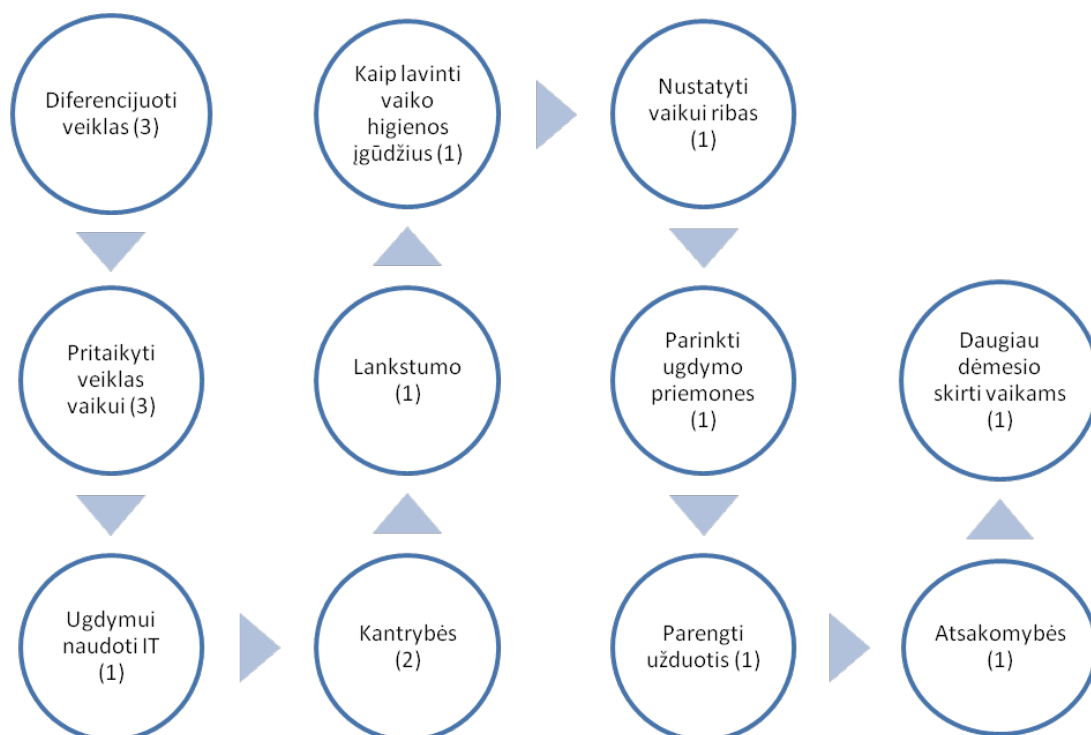 Diferencijuoti
veiklas (3)
Pritaikyti
veiklas
vaikui (3)
Ugdymui
naudoti IT
(1)
Kantrybės
(2)
Lankstumo
(1)
Kaip lavinti
vaiko
higienos
įgūdžius (1)
Nustatyti
vaikui ribas
(1)
Parinkti
ugdymo
priemones
(1)
Parengti
užduotis (1)
Atsakomybės
(1)
Daugiau
dėmesio
skirti vaikams
(1)